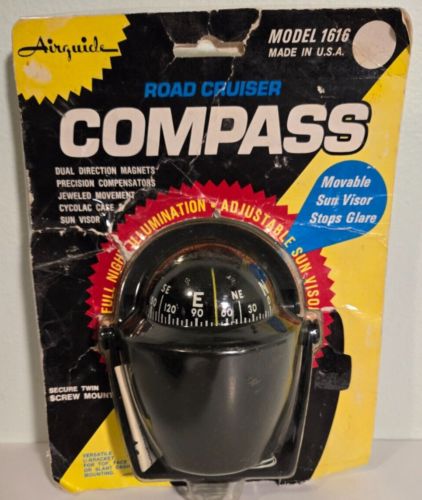 Airguide
MODEL 1616
MADE IN U.S.A.
ROAD CRUISER
COMPASS
DUAL DIRECTION MAGNETS
PRECISION COMPENSATORS
JEWELED MOVEMENT
CYCOLAC CASE &
SUN VISOR
Movable
Sun Visor
Stops Glare
FULL NIGHT ILLUMINATION - ADJUSTABLE SUN VISOR
SE E NE
120 90 60 30
SECURE TWIN
SCREW MOUNT
VERSATILE
U-BRACKET
FOR TOP FACE
OR SLANT DASH
MOUNTING.